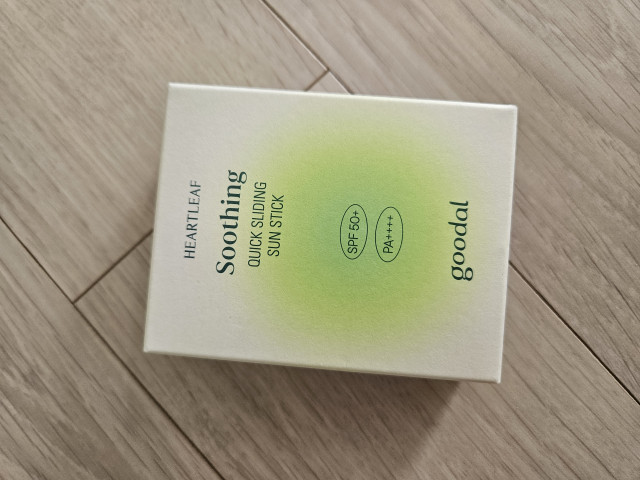 HEARTLEAF
Soothing
QUICK SLIDING
SUN STICK
SPF 50+
PA++++
goodal